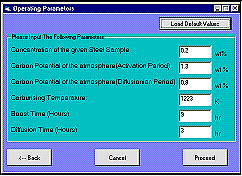 Operating Parameters
Load Default Values
Please Input The Following Parameters
Concentration of the given Steel Sample 0.2 wt%
Carbon Potential of the atmosphere(Activation Period) 1.3 wt%
Carbon Potential of the atmosphere(Diffusionion Period) 0.8 wt%
Carburising Temperature: 1223 K
Boost Time (Hours) 9 hr
Diffusion Time (Hours) 3 hr
<-- Back Cancel Proceed